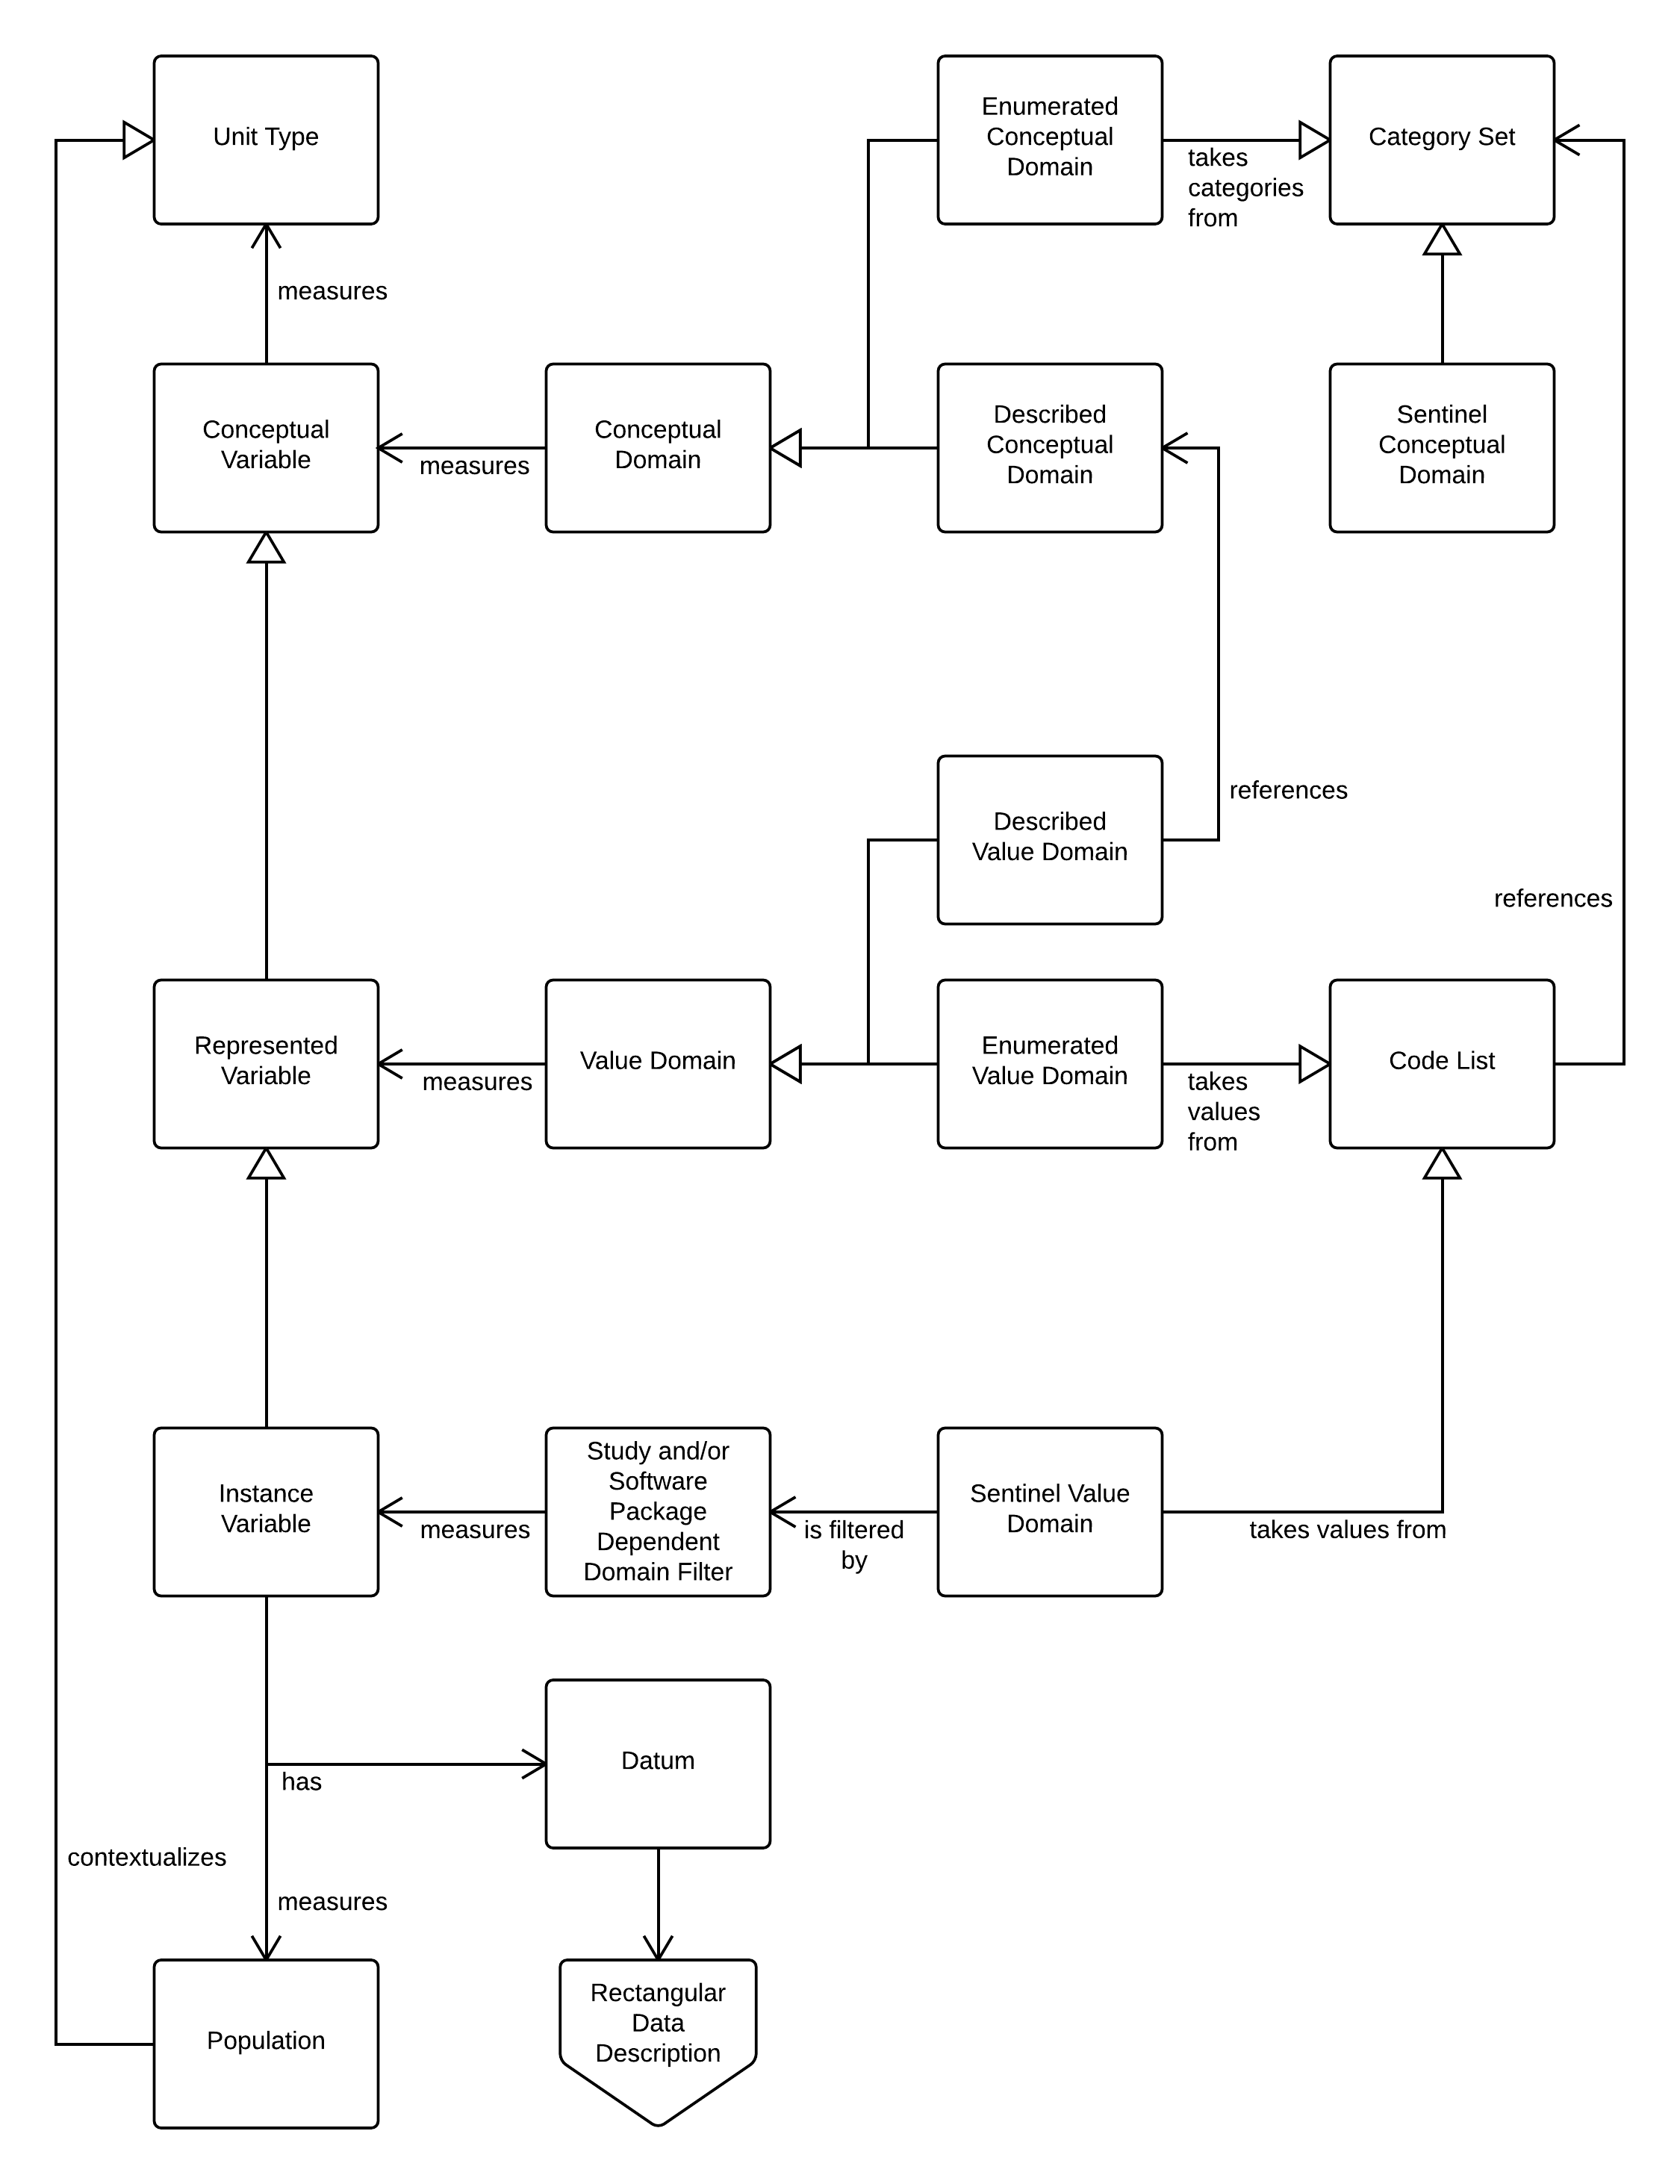 Unit Type
Enumerated
Conceptual
Domain
takes
categories
from
Category Set
measures
Conceptual
Variable
measures
Conceptual
Domain
Described
Conceptual
Domain
Sentinel
Conceptual
Domain
Described
Value Domain
references
references
Represented
Variable
measures
Value Domain
Enumerated
Value Domain
takes
values
from
Code List
Instance
Variable
measures
Study and/or
Software
Package
Dependent
Domain Filter
is filtered
by
Sentinel Value
Domain
takes values from
has
Datum
contextualizes
measures
Population
Rectangular
Data
Description